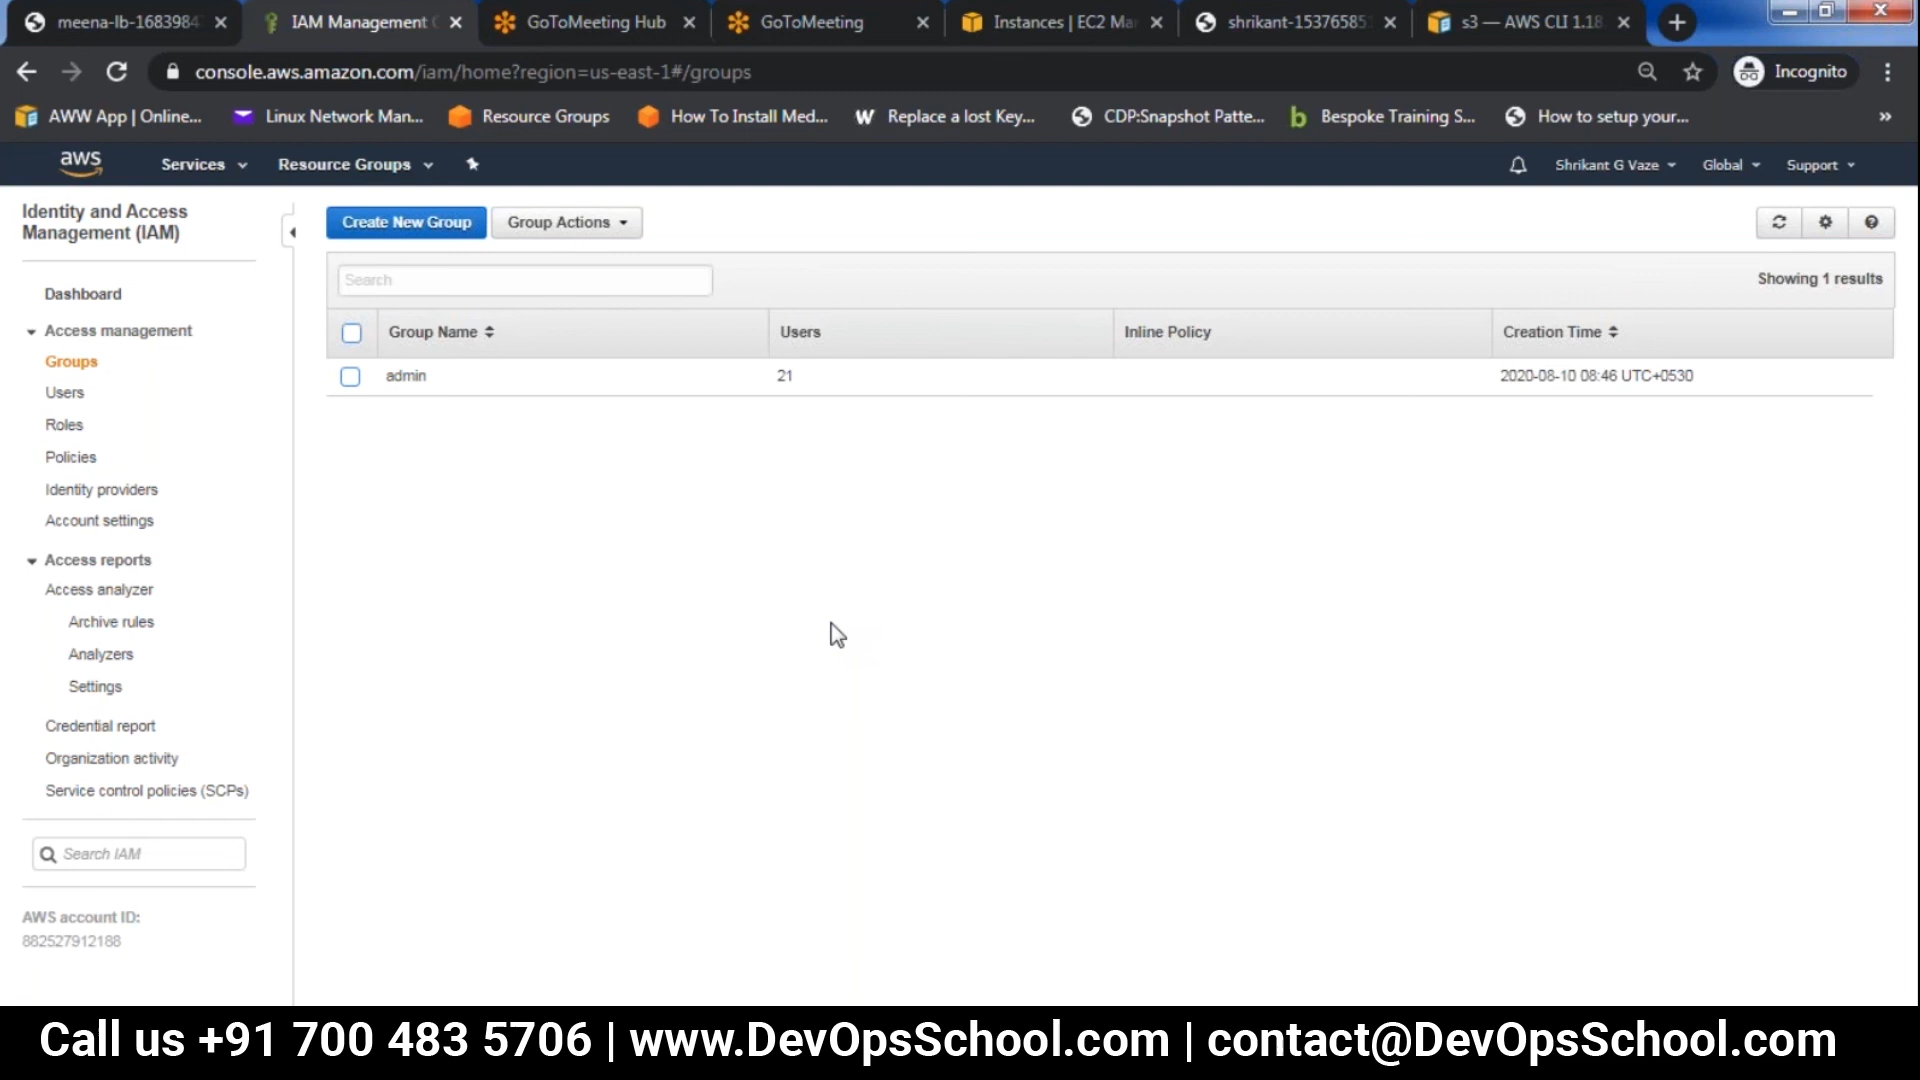 meena-lb-1683984
IAM Management C
GoToMeeting Hub
GoToMeeting
Instances | EC2 Mar
shrikant-153765851
s3 — AWS CLI 1.18
console.aws.amazon.com/iam/home?region=us-east-1#/groups
Incognito
AWW App | Online...
Linux Network Man...
Resource Groups
How To Install Med...
W Replace a lost Key...
CDP:Snapshot Patte...
b Bespoke Training S...
How to setup your...
»
aws
Services
Resource Groups
Shrikant G Vaze
Global
Support
Identity and Access
Management (IAM)
Dashboard
Access management
Groups
Users
Roles
Policies
Identity providers
Account settings
Access reports
Access analyzer
Archive rules
Analyzers
Settings
Credential report
Organization activity
Service control policies (SCPs)
Search IAM
AWS account ID:
882527912188
Create New Group
Group Actions
Search
Showing 1 results
Group Name
Users
Inline Policy
Creation Time
admin
21
2020-08-10 08:46 UTC+0530
Call us +91 700 483 5706 | www.DevOpsSchool.com | contact@DevOpsSchool.com